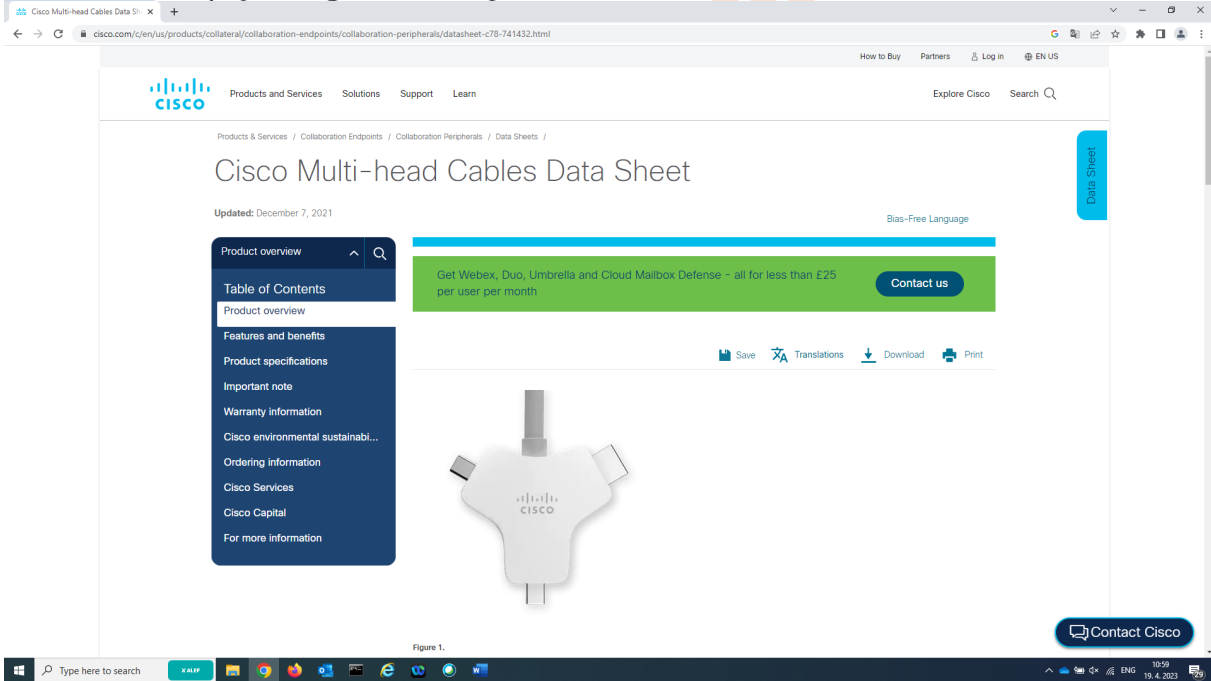 Cisco Multi-head Cables Data Sh
cisco.com/c/en/us/products/collateral/collaboration-endpoints/collaboration-peripherals/datasheet-c78-741432.html
How to Buy Partners Log in EN US
CISCO
Products and Services Solutions Support Learn
Explore Cisco Search
Products & Services / Collaboration Endpoints / Collaboration Peripherals / Data Sheets /
Cisco Multi-head Cables Data Sheet
Data Sheet
Updated: December 7, 2021
Bias-Free Language
Product overview
Table of Contents
Product overview
Features and benefits
Product specifications
Important note
Warranty information
Cisco environmental sustainabi...
Ordering information
Cisco Services
Cisco Capital
For more information
Get Webex, Duo, Umbrella and Cloud Mailbox Defense - all for less than £25
per user per month
Contact us
Save Translations Download Print
CISCO
Figure 1.
Contact Cisco
Type here to search
X ALEF
ENG
10:59
19. 4. 2023
29